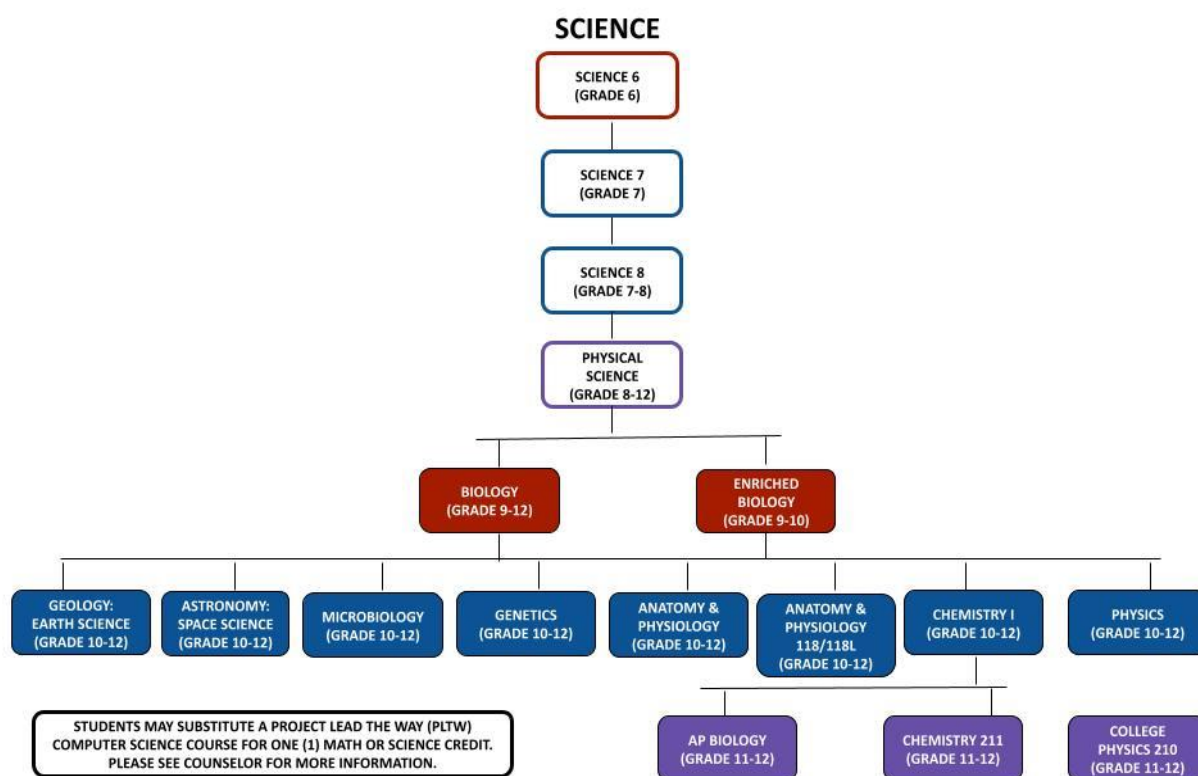 SCIENCE
SCIENCE 6
(GRADE 6)
SCIENCE 7
(GRADE 7)
SCIENCE 8
(GRADE 7-8)
PHYSICAL
SCIENCE
(GRADE 8-12)
BIOLOGY
(GRADE 9-12)
ENRICHED
BIOLOGY
(GRADE 9-10)
GEOLOGY:
EARTH SCIENCE
(GRADE 10-12)
ASTRONOMY:
SPACE SCIENCE
(GRADE 10-12)
MICROBIOLOGY
(GRADE 10-12)
GENETICS
(GRADE 10-12)
ANATOMY &
PHYSIOLOGY
(GRADE 10-12)
ANATOMY &
PHYSIOLOGY
118/118L
(GRADE 10-12)
CHEMISTRY I
(GRADE 10-12)
PHYSICS
(GRADE 10-12)
STUDENTS MAY SUBSTITUTE A PROJECT LEAD THE WAY (PLTW)
COMPUTER SCIENCE COURSE FOR ONE (1) MATH OR SCIENCE CREDIT.
PLEASE SEE COUNSELOR FOR MORE INFORMATION.
AP BIOLOGY
(GRADE 11-12)
CHEMISTRY 211
(GRADE 11-12)
COLLEGE
PHYSICS 210
(GRADE 11-12)